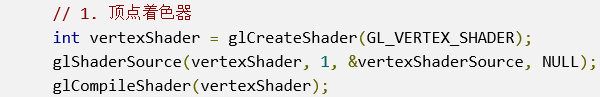 // 1. 顶点着色器
int vertexShader = glCreateShader(GL_VERTEX_SHADER);
glShaderSource(vertexShader, 1, &vertexShaderSource, NULL);
glCompileShader(vertexShader);